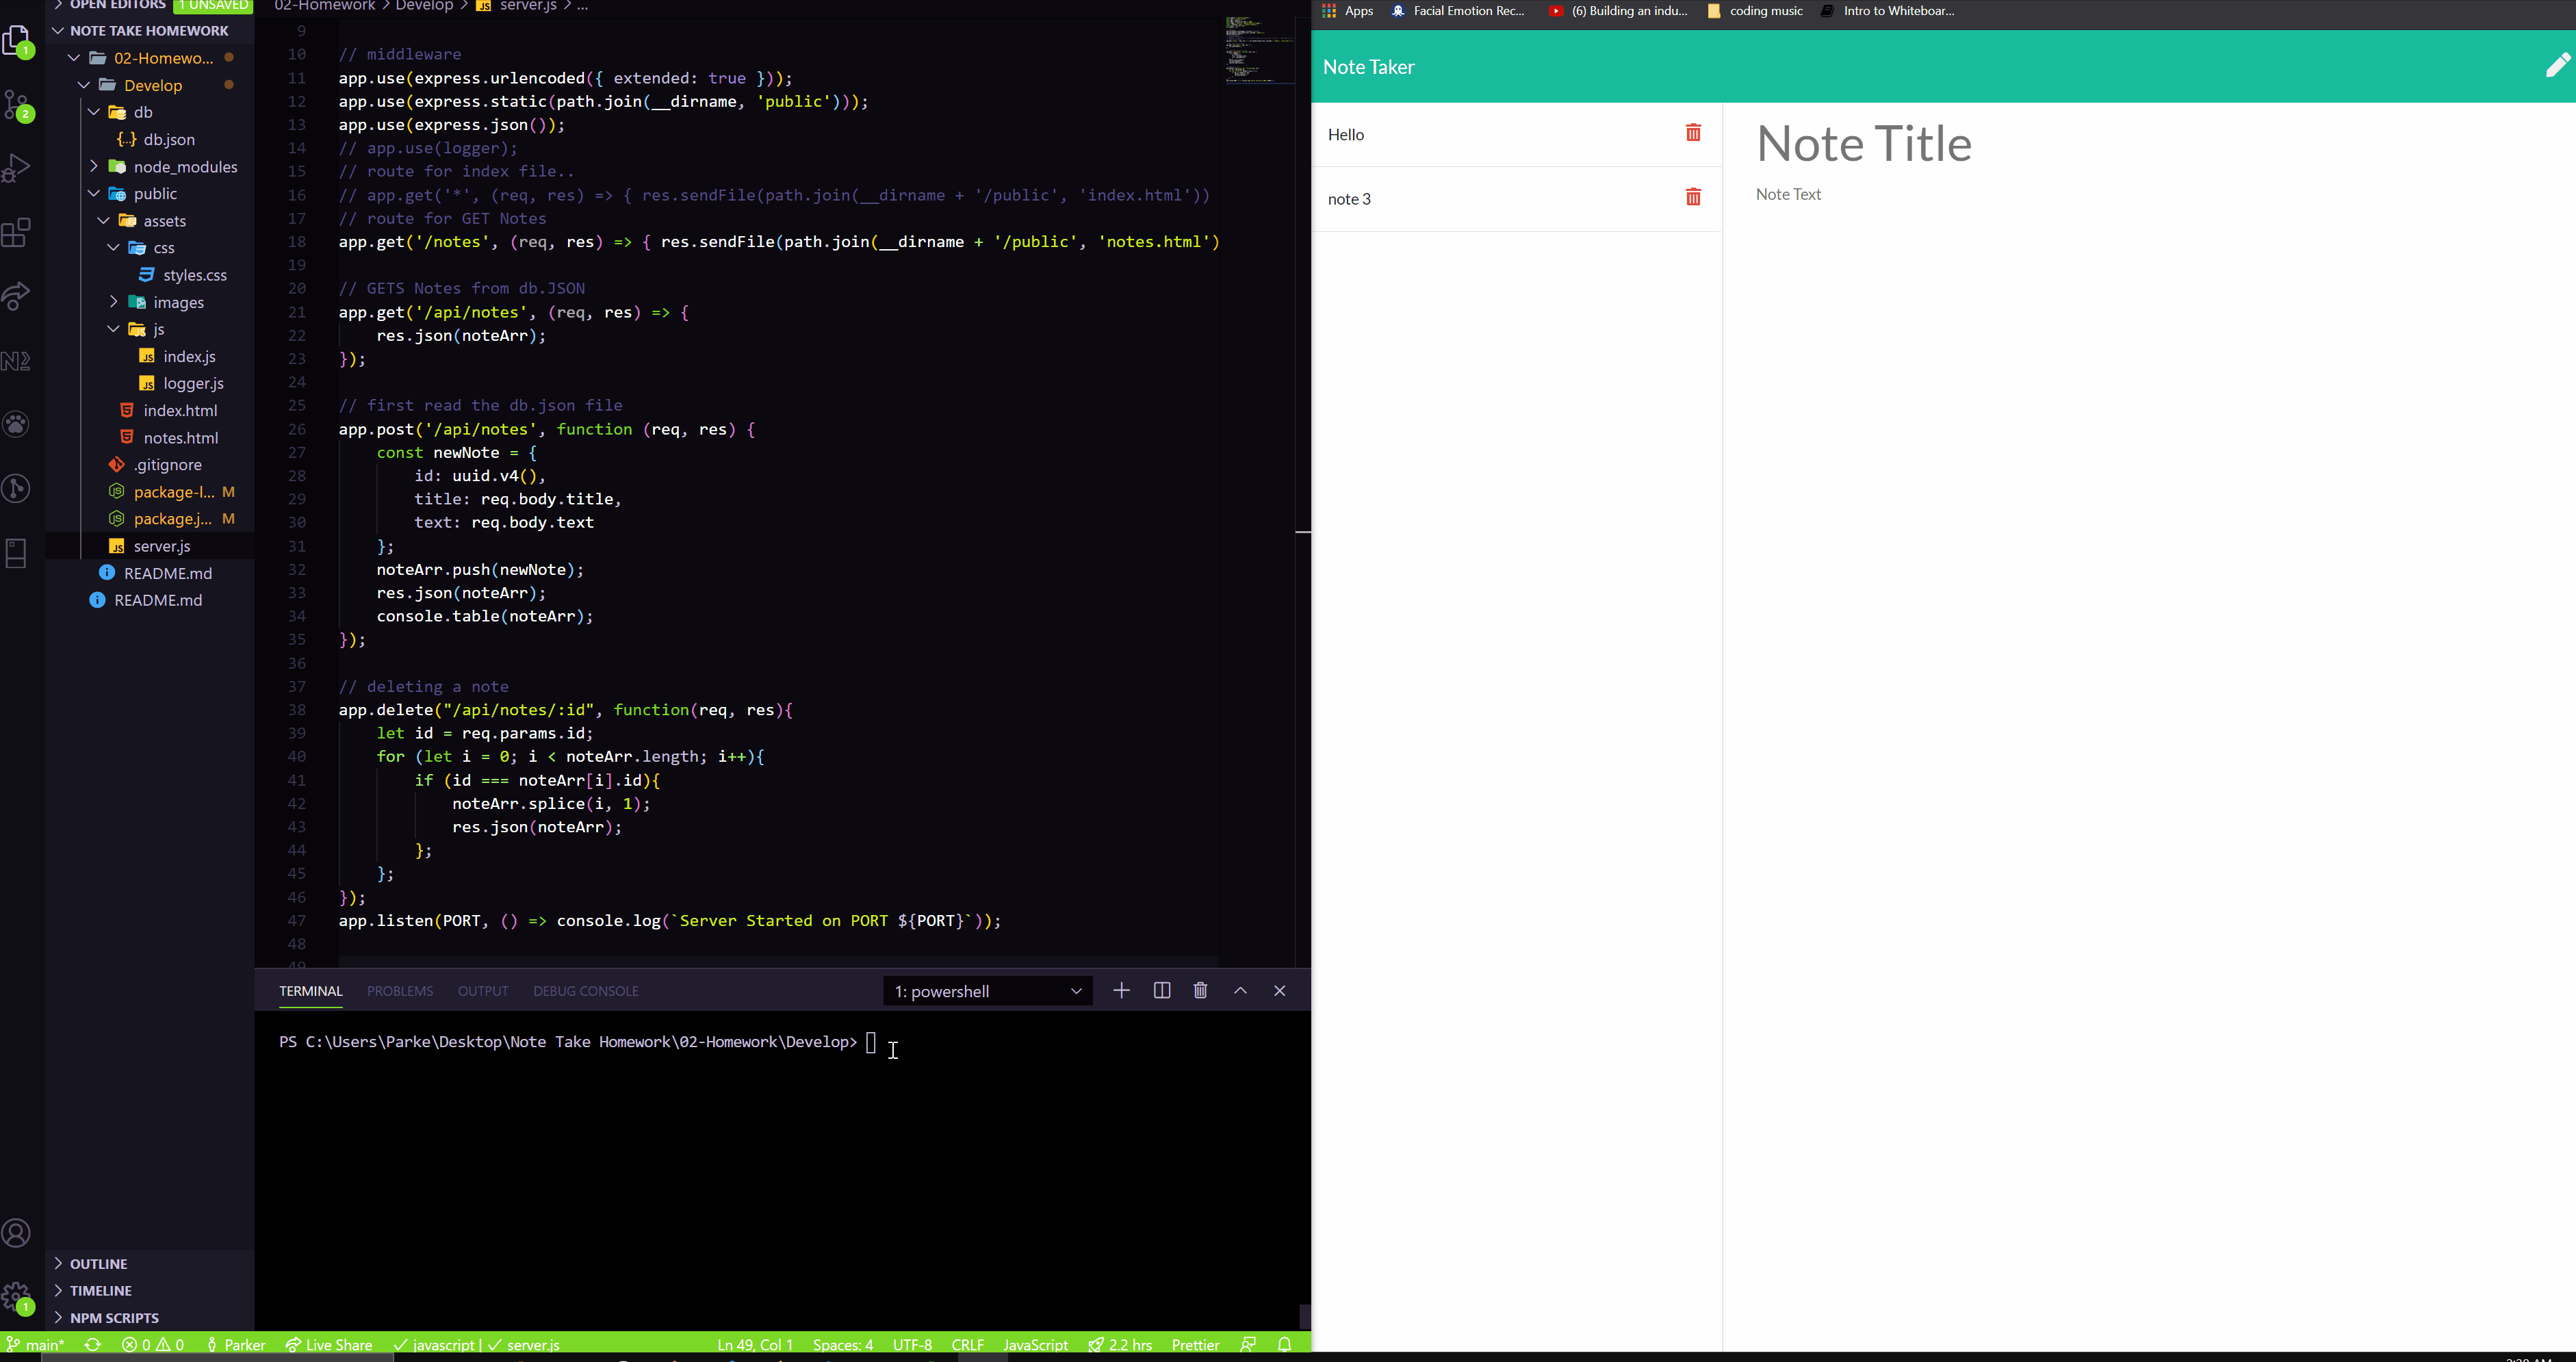 OPEN EDITORS 1 UNSAVED
NOTE TAKE HOMEWORK
02-Homewo...
Develop
db
{..} db.json
node_modules
public
assets
css
styles.css
images
js
JS index.js
JS logger.js
index.html
notes.html
.gitignore
package-l... M
package.j... M
JS server.js
README.md
README.md
OUTLINE
TIMELINE
NPM SCRIPTS
02-Homework > Develop > JS server.js > ...
9
10 // middleware
11 app.use(express.urlencoded({ extended: true }));
12 app.use(express.static(path.join(__dirname, 'public')));
13 app.use(express.json());
14 // app.use(logger);
15 // route for index file..
16 // app.get('*', (req, res) => { res.sendFile(path.join(__dirname + '/public', 'index.html'))
17 // route for GET Notes
18 app.get('/notes', (req, res) => { res.sendFile(path.join(__dirname + '/public', 'notes.html')
19
20 // GETS Notes from db.JSON
21 app.get('/api/notes', (req, res) => {
22 res.json(noteArr);
23 });
24
25 // first read the db.json file
26 app.post('/api/notes', function (req, res) {
27 const newNote = {
28 id: uuid.v4(),
29 title: req.body.title,
30 text: req.body.text
31 };
32 noteArr.push(newNote);
33 res.json(noteArr);
34 console.table(noteArr);
35 });
36
37 // deleting a note
38 app.delete("/api/notes/:id", function(req, res){
39 let id = req.params.id;
40 for (let i = 0; i < noteArr.length; i++){
41 if (id === noteArr[i].id){
42 noteArr.splice(i, 1);
43 res.json(noteArr);
44 };
45 };
46 });
47 app.listen(PORT, () => console.log(`Server Started on PORT ${PORT}`));
48
49
TERMINAL PROBLEMS OUTPUT DEBUG CONSOLE 1: powershell
PS C:\Users\Parke\Desktop\Note Take Homework\02-Homework\Develop>
main* 0 0 Parker Live Share javascript | server.js Ln 49, Col 1 Spaces: 4 UTF-8 CRLF JavaScript 2.2 hrs Prettier
Apps Facial Emotion Rec... (6) Building an indu... coding music Intro to Whiteboar...
Note Taker
Hello
note 3
Note Title
Note Text